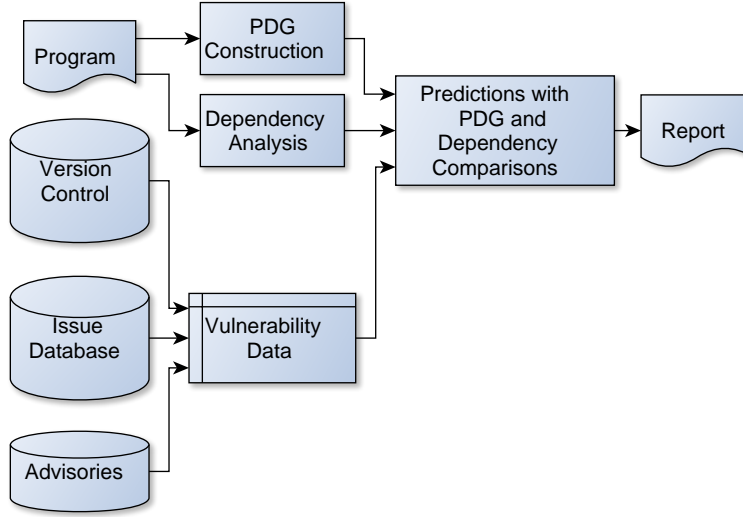 Program
PDG
Construction
Dependency
Analysis
Predictions with
PDG and
Dependency
Comparisons
Report
Version
Control
Issue
Database
Vulnerability
Data
Advisories